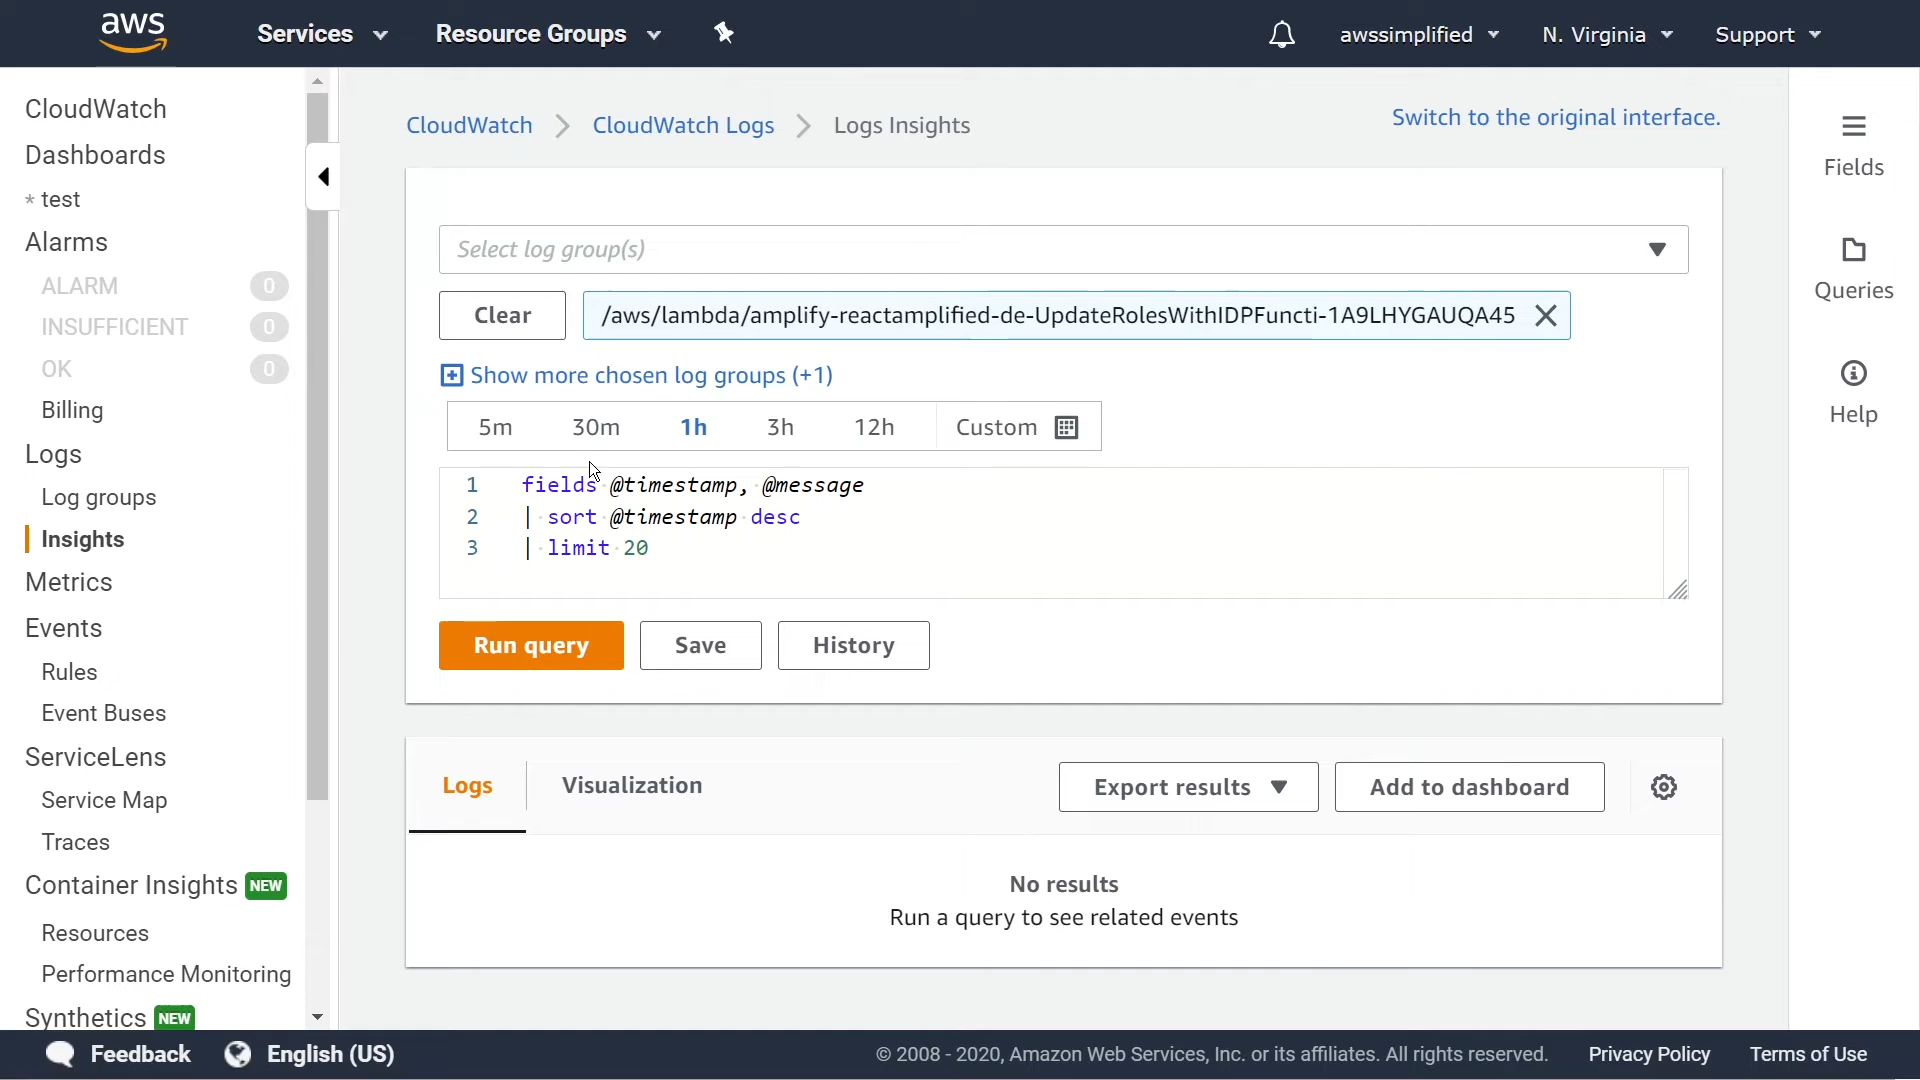 aws
Services
Resource Groups
awssimplified
N. Virginia
Support
CloudWatch
Dashboards
* test
Alarms
ALARM 0
INSUFFICIENT 0
OK 0
Billing
Logs
Log groups
Insights
Metrics
Events
Rules
Event Buses
ServiceLens
Service Map
Traces
Container Insights NEW
Resources
Performance Monitoring
Synthetics NEW
CloudWatch
CloudWatch Logs
Logs Insights
Switch to the original interface.
Select log group(s)
Clear
/aws/lambda/amplify-reactamplified-de-UpdateRolesWithIDPFuncti-1A9LHYGAUQA45
Show more chosen log groups (+1)
5m 30m 1h 3h 12h Custom
1 fields @timestamp, @message
2 | sort @timestamp desc
3 | limit 20
Run query
Save
History
Logs
Visualization
Export results
Add to dashboard
No results
Run a query to see related events
Fields
Queries
Help
Feedback
English (US)
© 2008 - 2020, Amazon Web Services, Inc. or its affiliates. All rights reserved.
Privacy Policy
Terms of Use